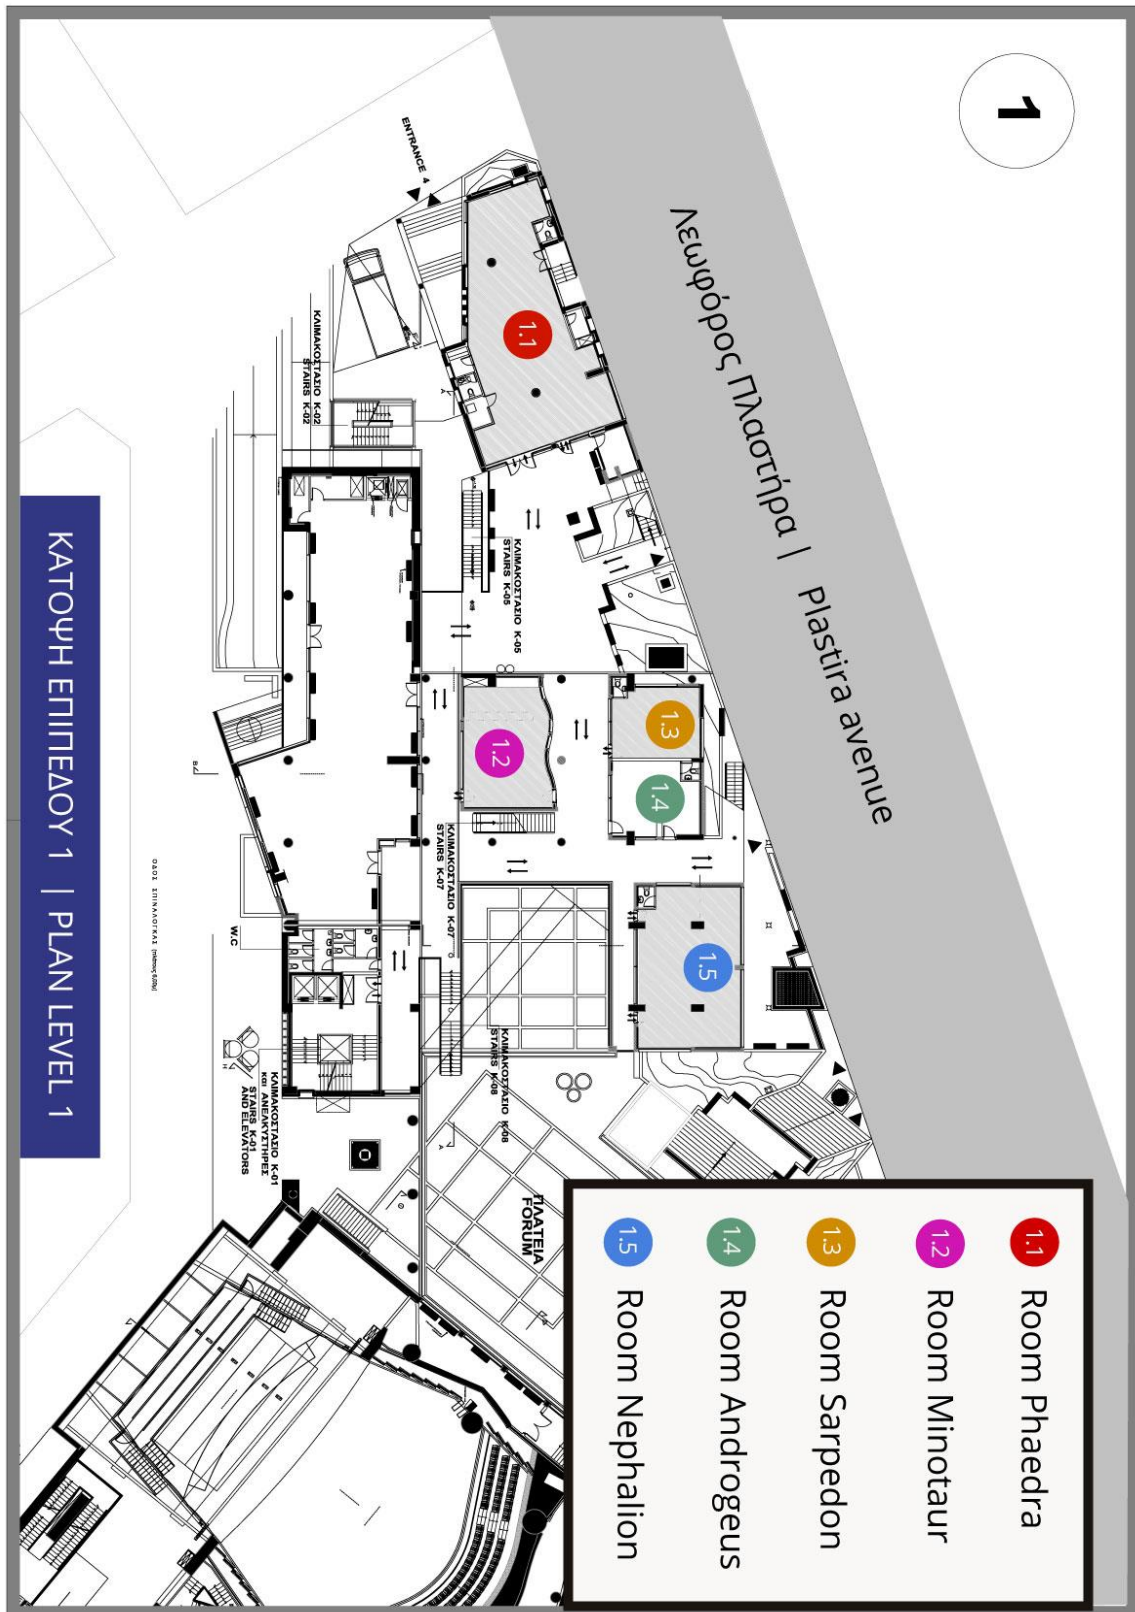 1
Λεωφόρος Πλαστήρα | Plastira avenue
ENTRANCE 4
1.1
ΚΛΙΜΑΚΟΣΤΑΣΙΟ Κ-02
STAIRS K-02
ΚΛΙΜΑΚΟΣΤΑΣΙΟ Κ-05
STAIRS K-05
1.3
1.2
1.4
ΚΛΙΜΑΚΟΣΤΑΣΙΟ Κ-07
STAIRS K-07
1.5
W.C
ΟΔΟΣ ΣΠΙΝΑΛΟΓΚΑΣ
ΚΛΙΜΑΚΟΣΤΑΣΙΟ Κ-08
STAIRS K-08
ΚΛΙΜΑΚΟΣΤΑΣΙΟ Κ-01
και ΑΝΕΛΚΥΣΤΗΡΕΣ
STAIRS K-01
AND ELEVATORS
ΠΛΑΤΕΙΑ
FORUM
1.1 Room Phaedra
1.2 Room Minotaur
1.3 Room Sarpedon
1.4 Room Androgeus
1.5 Room Nephalion
ΚΑΤΟΨΗ ΕΠΙΠΕΔΟΥ 1 | PLAN LEVEL 1